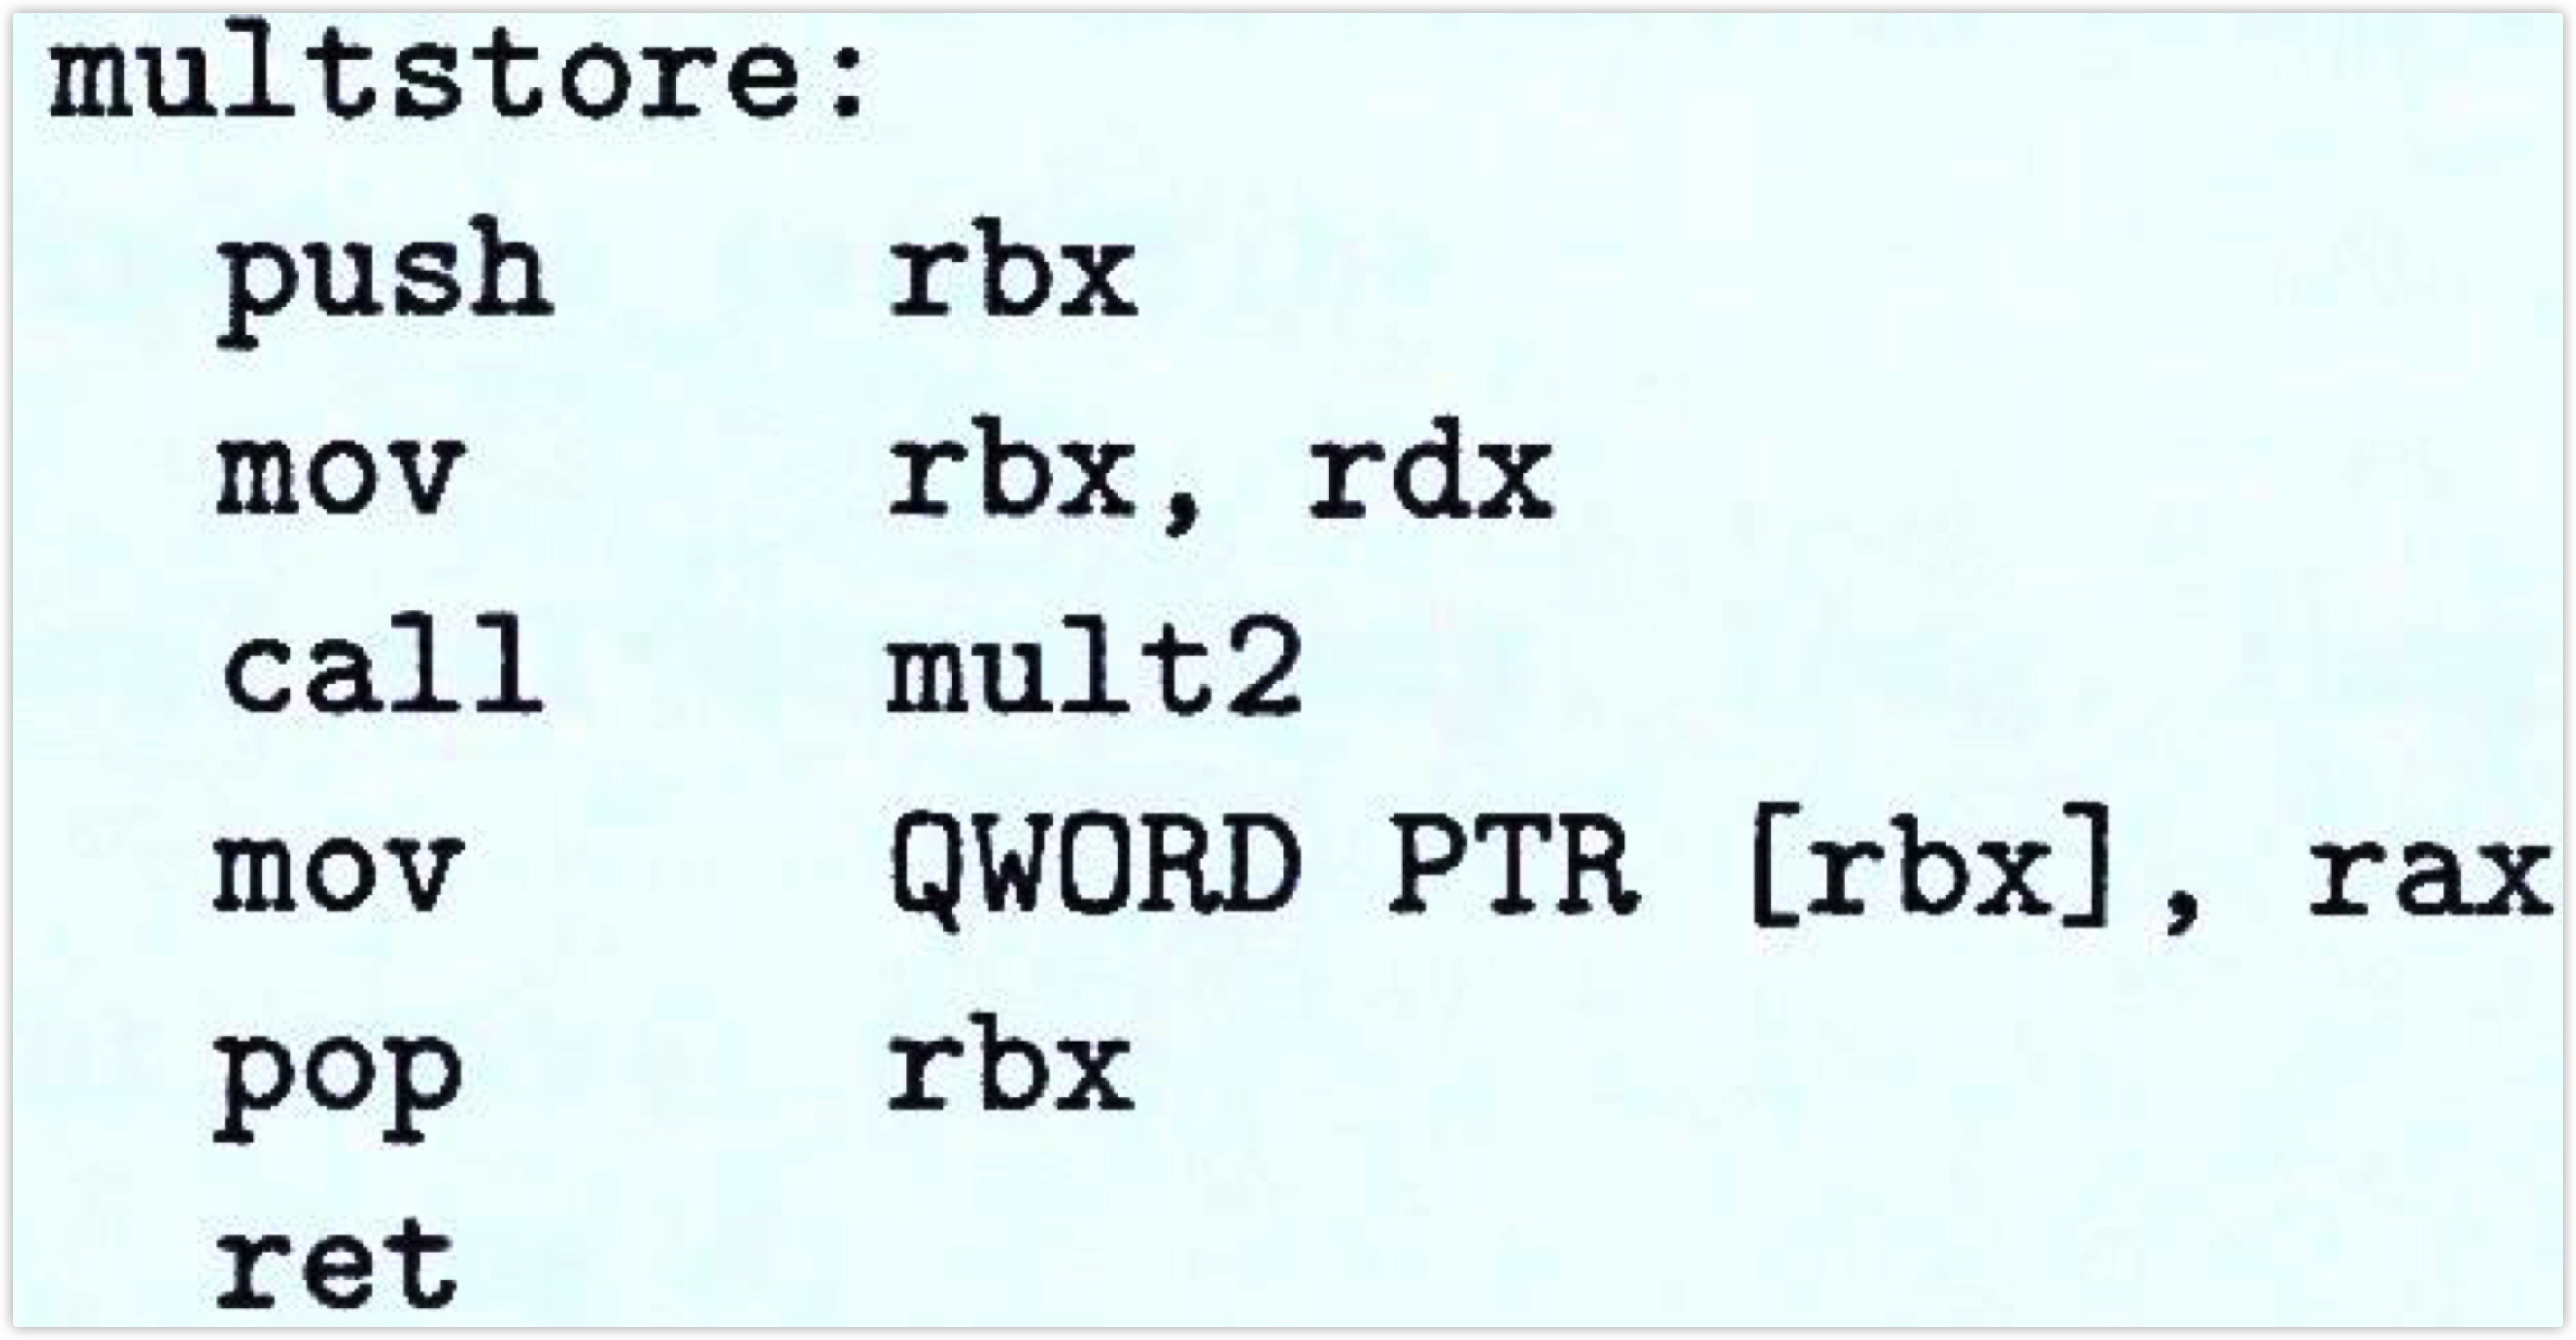 multstore:
push rbx
mov rbx, rdx
call mult2
mov QWORD PTR [rbx], rax
pop rbx
ret